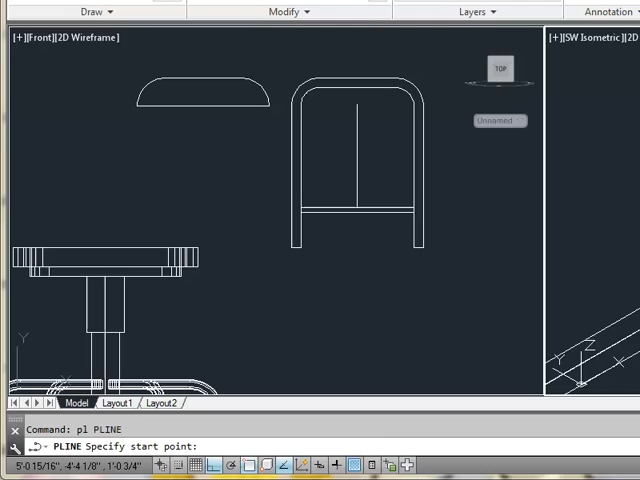 Draw Modify Layers Annotation
[+][Front][2D Wireframe] [+][SW Isometric][2D
TOP
Unnamed
Y
X
Z
Y
X
Model Layout1 Layout2
Command: pl PLINE
PLINE Specify start point:
5'-0 15/16", -4'-4 1/8" , 1'-0 3/4"